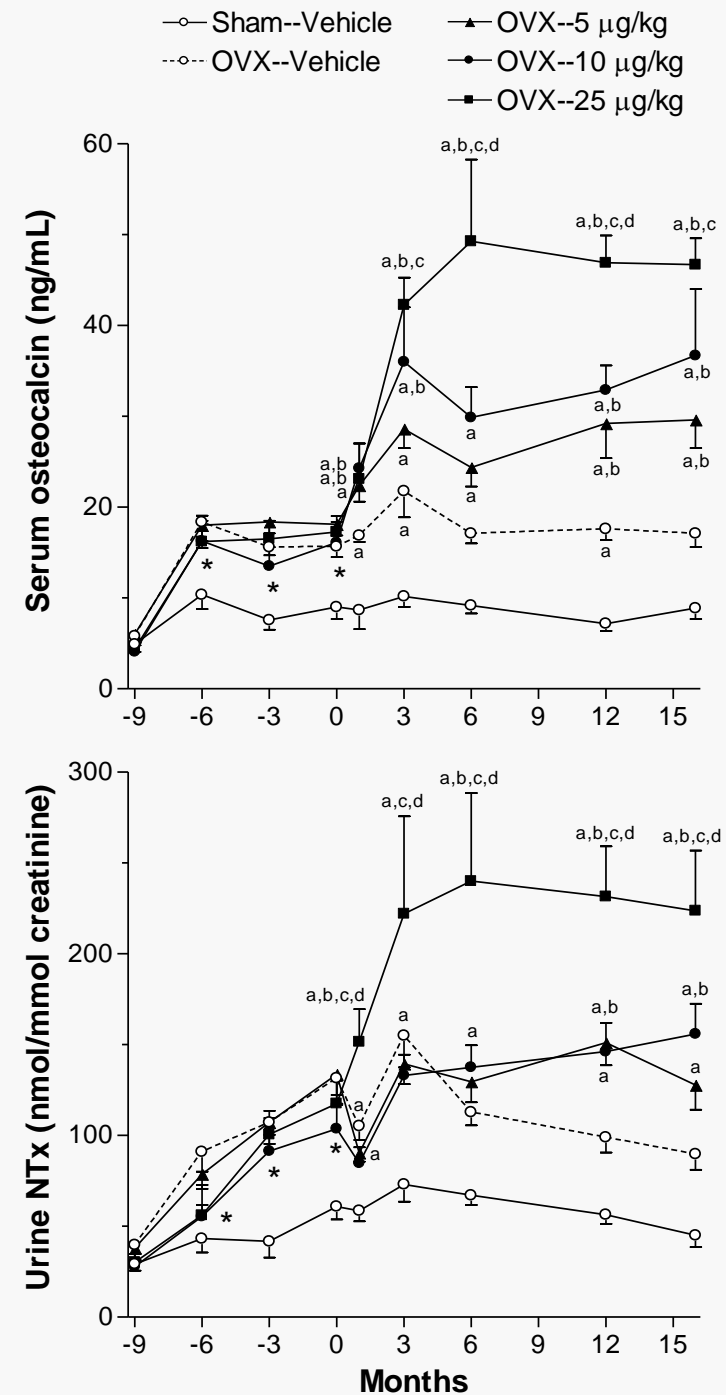 Sham--Vehicle
OVX--Vehicle
OVX--5 μg/kg
OVX--10 μg/kg
OVX--25 μg/kg
Serum osteocalcin (ng/mL)
60
40
20
0
a,b,c,d
a,b,c,d
a,b,c
a,b,c
a,b
a,b
a,b
a
a,b
a,b
a
a
a,b
a,b
a
a
a
a
*
*
*
-9 -6 -3 0 3 6 9 12 15
Urine NTx (nmol/mmol creatinine)
300
200
100
0
a,b,c,d
a,c,d
a,b,c,d
a,b,c,d
a,b,c,d
a
a
a,b
a,b
a
a
a
a
*
*
*
-9 -6 -3 0 3 6 9 12 15
Months